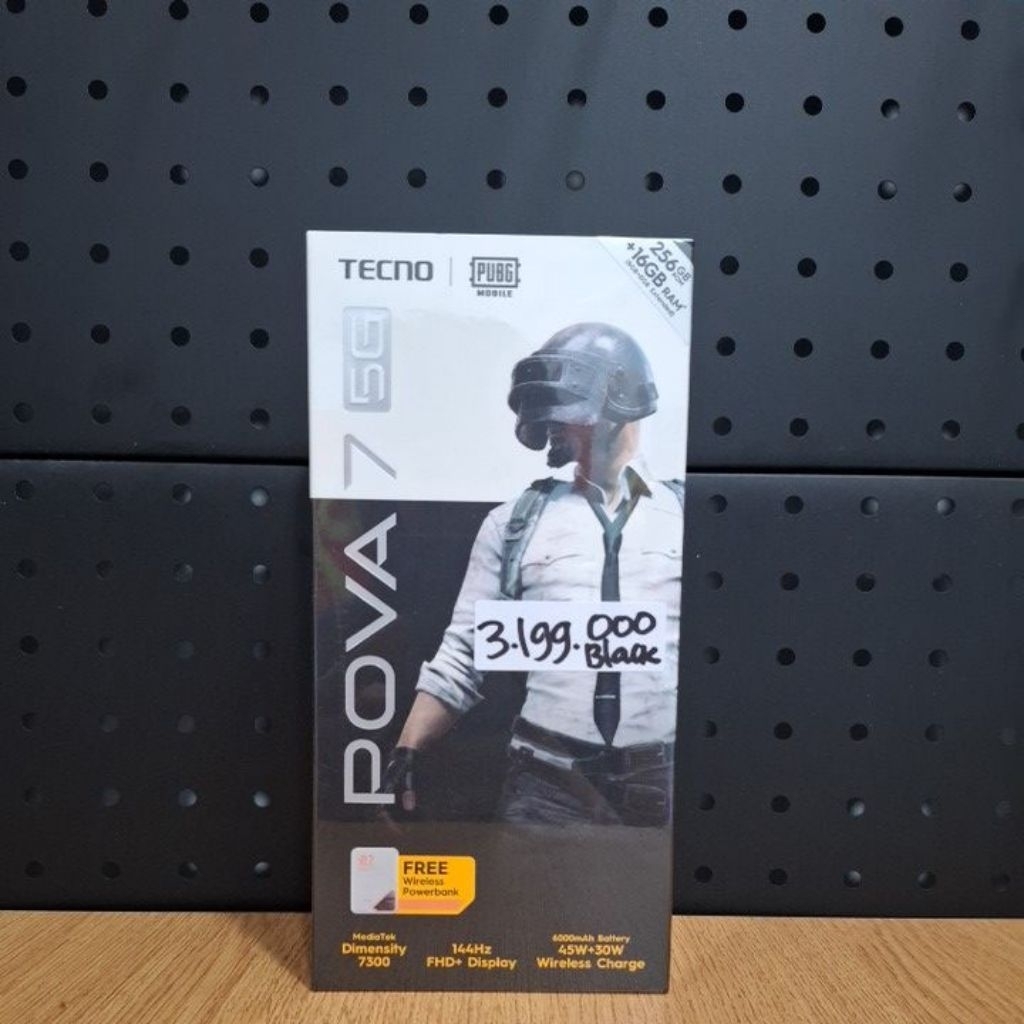 TECNO
PUBG
MOBILE
256GB
+16GB RAM*
POVA 7 5G
3.199.000
Black
FREE
Wireless
Powerbank
MediaTek
Dimensity
7300
144Hz
FHD+ Display
6000mAh Battery
45W+30W
Wireless Charge